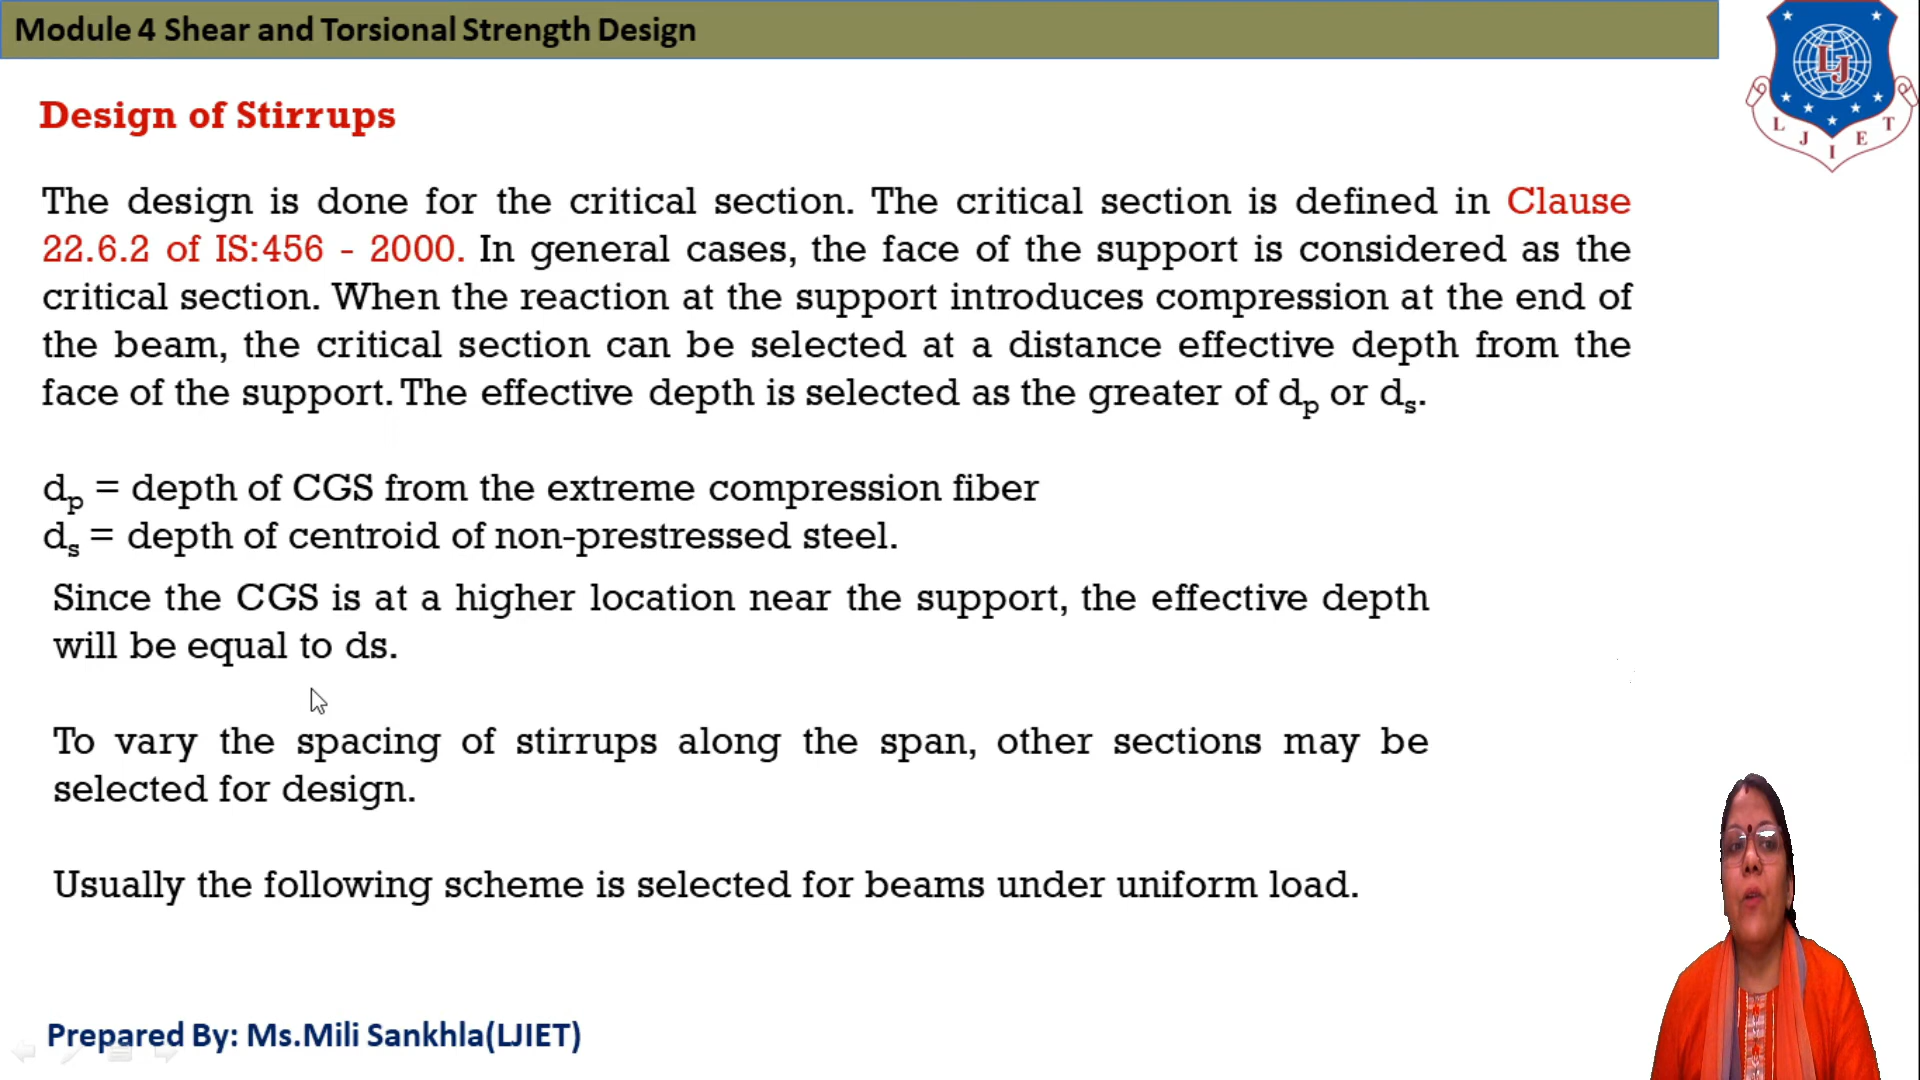 Module 4 Shear and Torsional Strength Design
Design of Stirrups
The design is done for the critical section. The critical section is defined in Clause
22.6.2 of IS:456 - 2000. In general cases, the face of the support is considered as the
critical section. When the reaction at the support introduces compression at the end of
the beam, the critical section can be selected at a distance effective depth from the
face of the support. The effective depth is selected as the greater of dp or ds.
dp = depth of CGS from the extreme compression fiber
ds = depth of centroid of non-prestressed steel.
Since the CGS is at a higher location near the support, the effective depth
will be equal to ds.
To vary the spacing of stirrups along the span, other sections may be
selected for design.
Usually the following scheme is selected for beams under uniform load.
Prepared By: Ms.Mili Sankhla(LJIET)
LJ
L J I E T